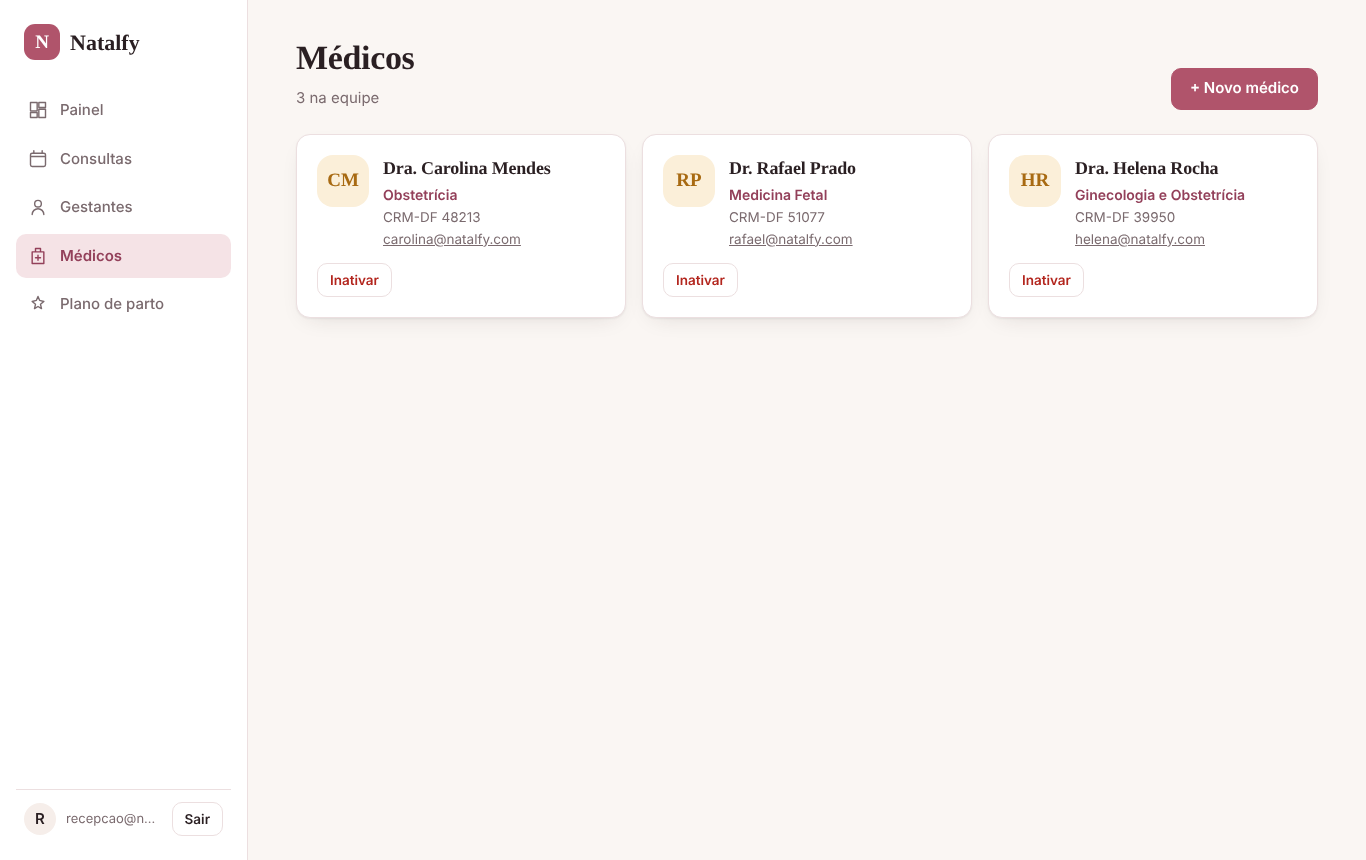 N Natalfy
Painel
Consultas
Gestantes
Médicos
Plano de parto
R recepcao@n... Sair
Médicos
3 na equipe
+ Novo médico
CM
Dra. Carolina Mendes
Obstetrícia
CRM-DF 48213
carolina@natalfy.com
Inativar
RP
Dr. Rafael Prado
Medicina Fetal
CRM-DF 51077
rafael@natalfy.com
Inativar
HR
Dra. Helena Rocha
Ginecologia e Obstetrícia
CRM-DF 39950
helena@natalfy.com
Inativar